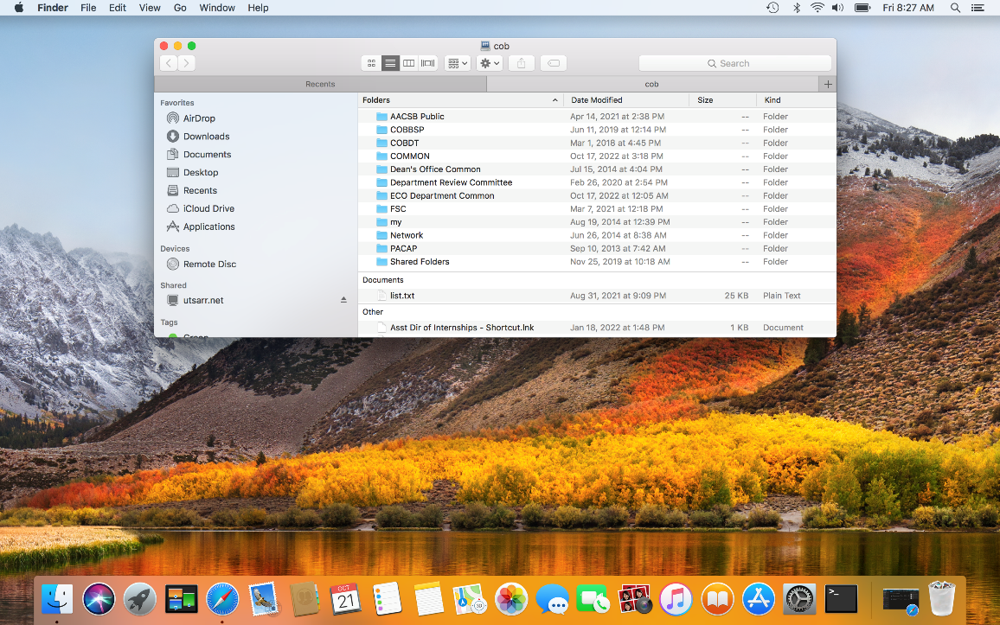 Finder File Edit View Go Window Help Fri 8:27 AM
cob
Search
Recents cob
Favorites
AirDrop
Downloads
Documents
Desktop
Recents
iCloud Drive
Applications
Devices
Remote Disc
Shared
utsarr.net
Tags
Green
Folders Date Modified Size Kind
AACSB Public Apr 14, 2021 at 2:38 PM -- Folder
COBBSP Jun 11, 2019 at 12:14 PM -- Folder
COBDT Mar 1, 2018 at 4:45 PM -- Folder
COMMON Oct 17, 2022 at 3:18 PM -- Folder
Dean's Office Common Jul 15, 2014 at 4:04 PM -- Folder
Department Review Committee Feb 26, 2020 at 2:54 PM -- Folder
ECO Department Common Oct 17, 2022 at 12:05 AM -- Folder
FSC Mar 7, 2021 at 12:18 PM -- Folder
my Aug 19, 2014 at 12:39 PM -- Folder
Network Jun 26, 2014 at 8:38 AM -- Folder
PACAP Sep 10, 2013 at 7:42 AM -- Folder
Shared Folders Nov 25, 2019 at 10:18 AM -- Folder
Documents
list.txt Aug 31, 2021 at 9:09 PM 25 KB Plain Text
Other
Asst Dir of Internships - Shortcut.lnk Jan 18, 2022 at 1:48 PM 1 KB Document
OCT
21
3D
>_